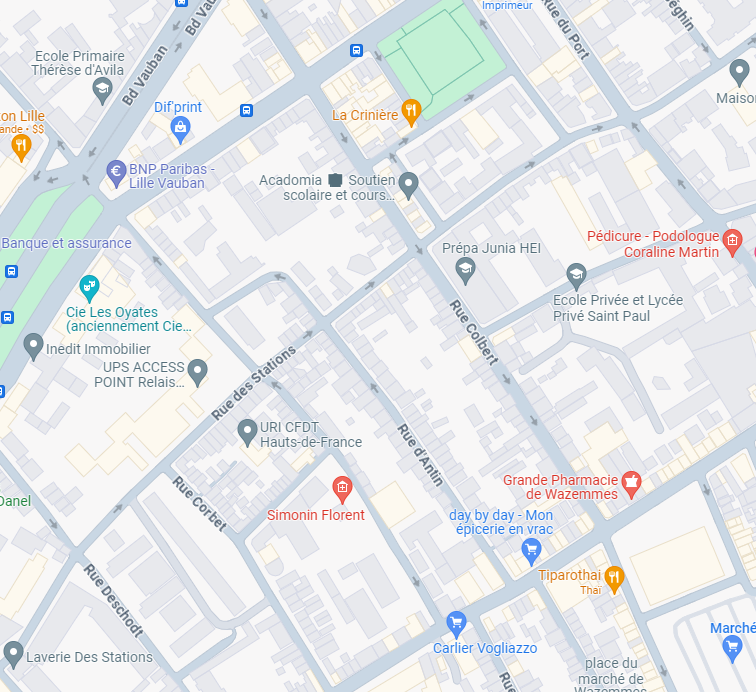 Imprimeur
Rue du Port
éghin
Bd Vauban
Bd Vau
Ecole Primaire
Thérèse d'Avila
Maiso
Dif'print
La Crinière
on Lille
ande • $$
BNP Paribas -
Lille Vauban
Acadomia ⬛ Soutien
scolaire et cours...
Banque et assurance
Prépa Junia HEI
Pédicure - Podologue
Coraline Martin
Ecole Privée et Lycée
Privé Saint Paul
Cie Les Oyates
(anciennement Cie...
Inedit Immobilier
UPS ACCESS
POINT Relais...
Rue Colbert
Rue des Stations
URI CFDT
Hauts-de-France
Rue d'Antin
Grande Pharmacie
de Wazemmes
Danel
Rue Corbet
Simonin Florent
day by day - Mon
épicerie en vrac
Tiparothai
Thaï
Rue Deschodt
Carlier Vogliazzo
Marché
Laverie Des Stations
place du
marché de
Wazemmes
Rue